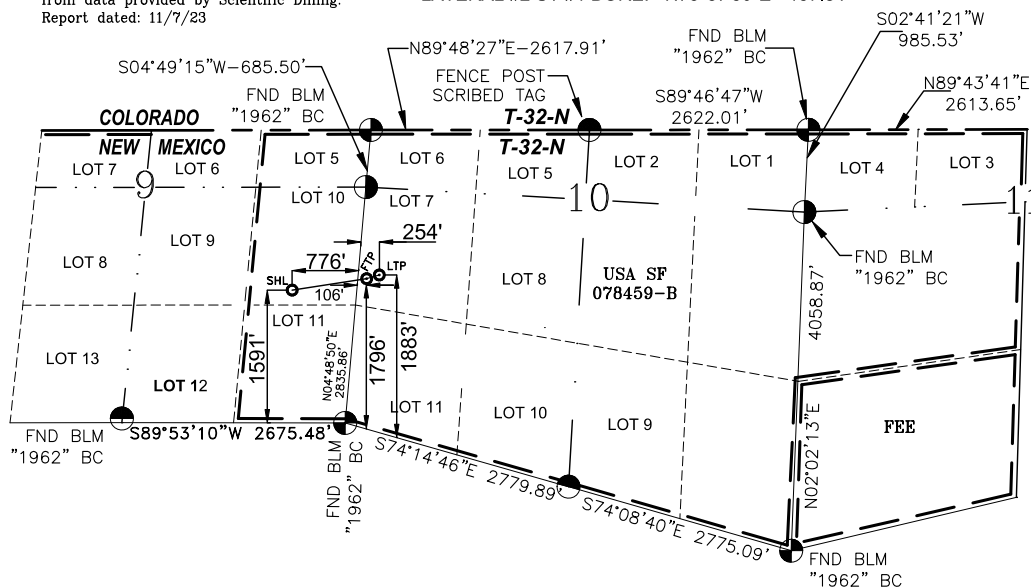 Report dated: 11/7/23
S02°41'21"W
985.53'
FND BLM
"1962" BC
N89°48'27"E-2617.91'
S04°49'15"W-685.50'
FENCE POST
SCRIBED TAG
N89°43'41"E
2613.65'
FND BLM
"1962" BC
S89°46'47"W
2622.01'
COLORADO
T-32-N
NEW MEXICO
T-32-N
LOT 7
LOT 6
LOT 5
LOT 6
LOT 5
LOT 2
LOT 1
LOT 4
LOT 3
9
LOT 10
LOT 7
10
11
LOT 9
254'
LOT 8
776'
SHL
FTP
LTP
106'
LOT 8
USA SF
078459-B
FND BLM
"1962" BC
4058.87'
LOT 11
1591'
N04°48'50"E
2835.86'
1796'
1883'
LOT 13
LOT 12
LOT 11
LOT 10
LOT 9
N02°02'13"E
FEE
FND BLM
"1962" BC
S89°53'10"W 2675.48'
FND BLM
"1962" BC
S74°14'46"E 2779.89'
S74°08'40"E 2775.09'
FND BLM
"1962" BC